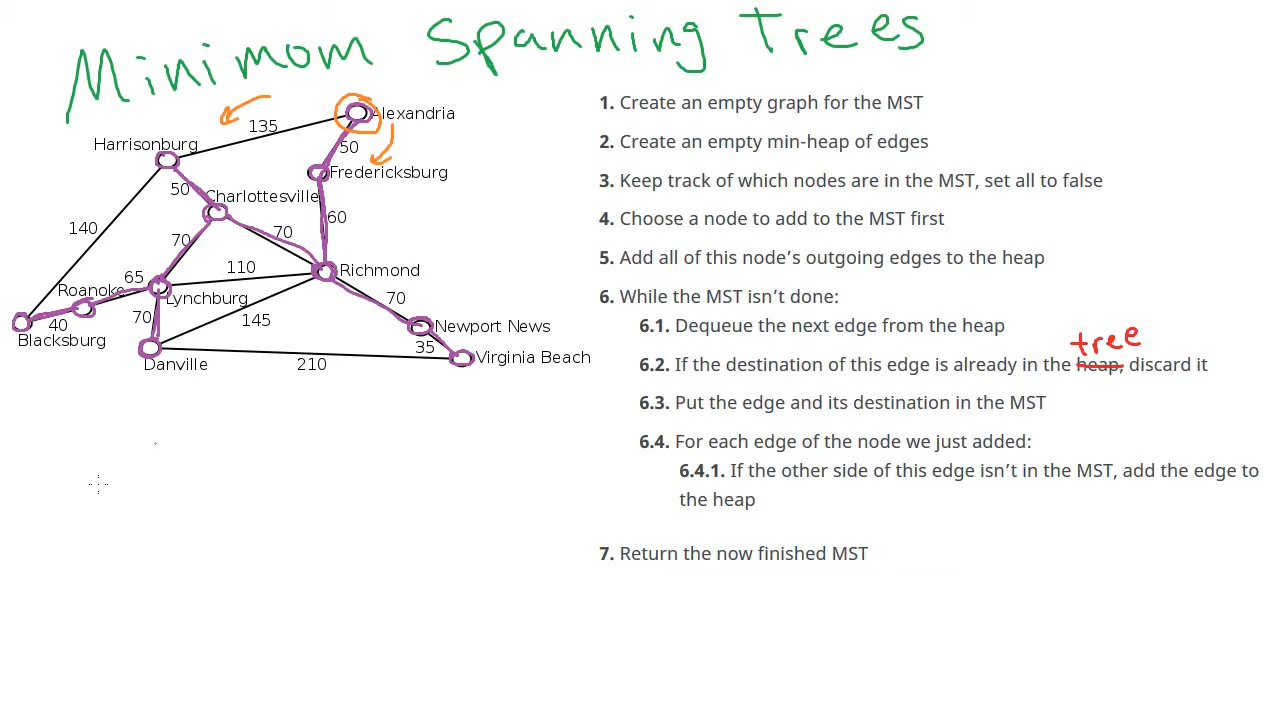 Minimom Spanning Trees
Alexandria
135
Harrisonburg
50
Fredericksburg
50
Charlottesville
60
140
70
70
110
Richmond
65
Roanoke
Lynchburg
70
70
145
Newport News
40
Blacksburg
35
Virginia Beach
Danville
210
1. Create an empty graph for the MST
2. Create an empty min-heap of edges
3. Keep track of which nodes are in the MST, set all to false
4. Choose a node to add to the MST first
5. Add all of this node's outgoing edges to the heap
6. While the MST isn't done:
6.1. Dequeue the next edge from the heap
tree
6.2. If the destination of this edge is already in the heap, discard it
6.3. Put the edge and its destination in the MST
6.4. For each edge of the node we just added:
6.4.1. If the other side of this edge isn't in the MST, add the edge to
the heap
7. Return the now finished MST